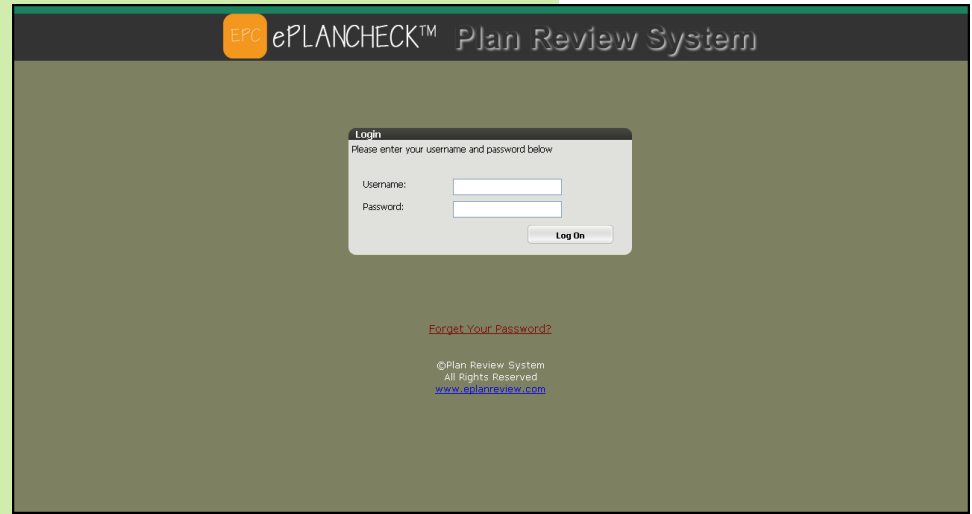 EPC ePLANCHECK™ Plan Review System
Login
Please enter your username and password below
Username:
Password:
Log On
Forget Your Password?
©Plan Review System
All Rights Reserved
www.eplanreview.com